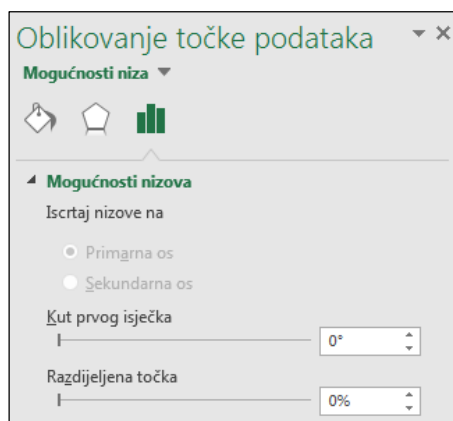 Oblikovanje točke podataka
Mogućnosti niza
Mogućnosti nizova
Iscrtaj nizove na
Primarna os
Sekundarna os
Kut prvog isječka
0°
Razdijeljena točka
0%